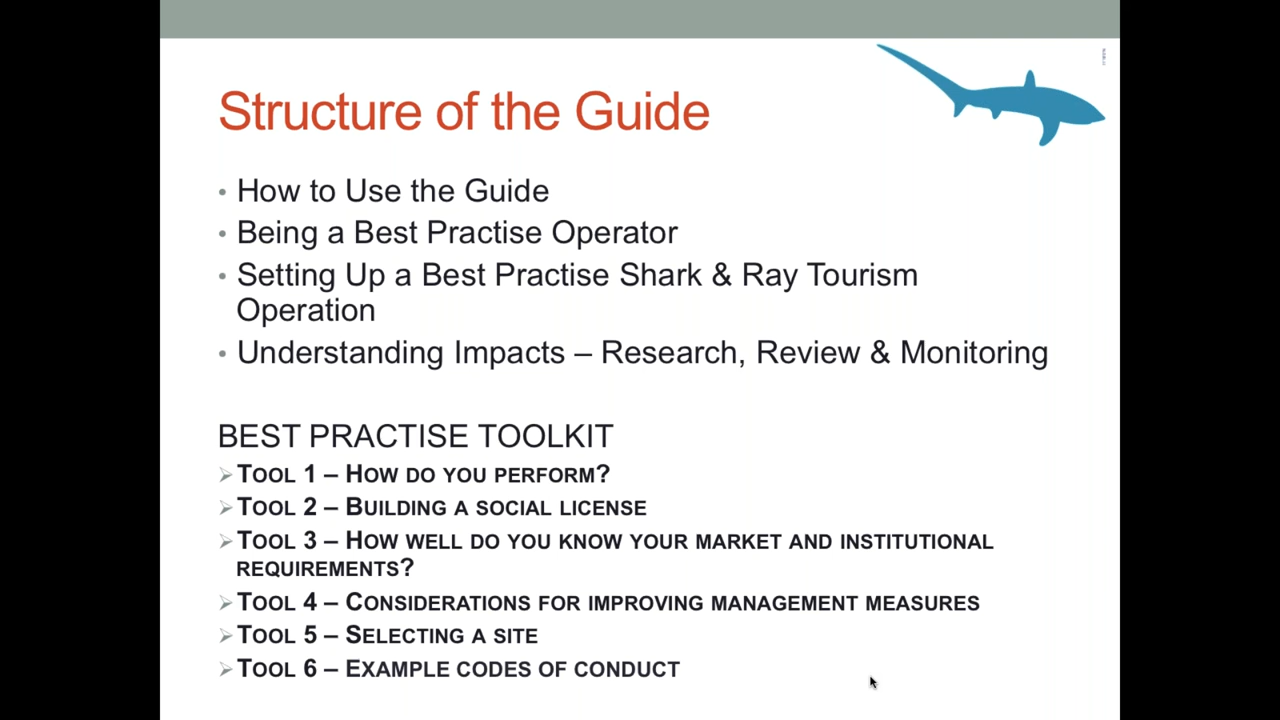 Structure of the Guide
• How to Use the Guide
• Being a Best Practise Operator
• Setting Up a Best Practise Shark & Ray Tourism
Operation
• Understanding Impacts – Research, Review & Monitoring
BEST PRACTISE TOOLKIT
➢ TOOL 1 – HOW DO YOU PERFORM?
➢ TOOL 2 – BUILDING A SOCIAL LICENSE
➢ TOOL 3 – HOW WELL DO YOU KNOW YOUR MARKET AND INSTITUTIONAL
REQUIREMENTS?
➢ TOOL 4 – CONSIDERATIONS FOR IMPROVING MANAGEMENT MEASURES
➢ TOOL 5 – SELECTING A SITE
➢ TOOL 6 – EXAMPLE CODES OF CONDUCT